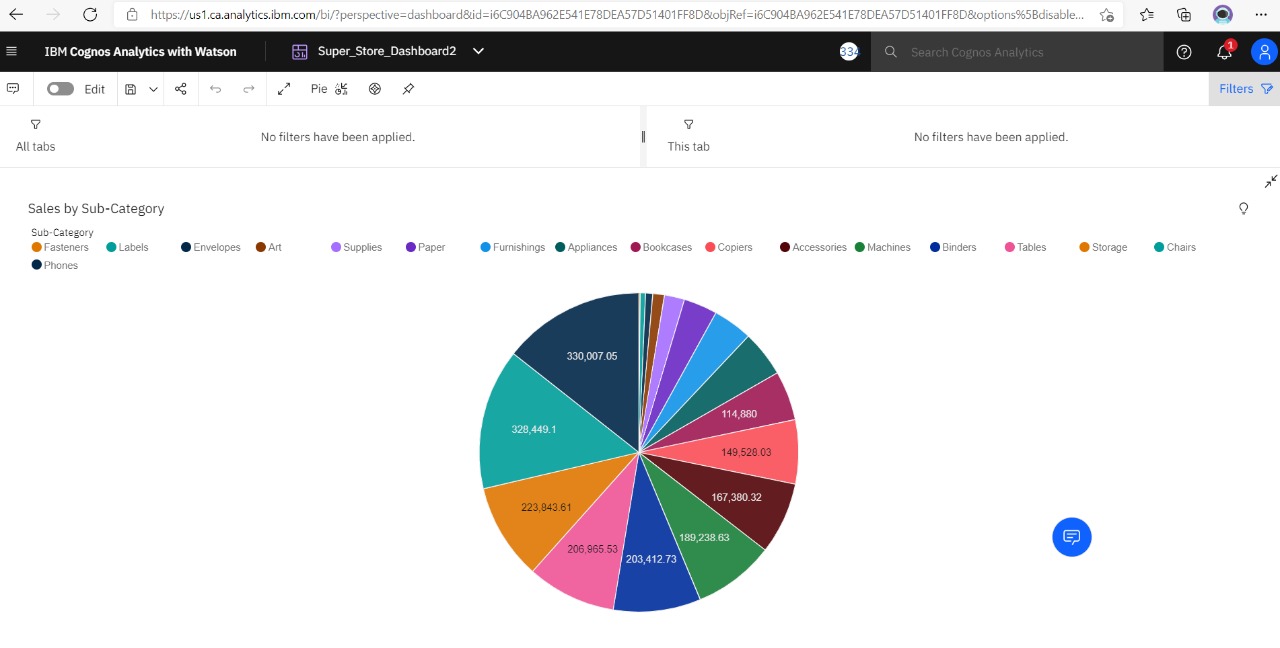 https://us1.ca.analytics.ibm.com/bi/?perspective=dashboard&id=i6C904BA962E541E78DEA57D51401FF8D&objRef=i6C904BA962E541E78DEA57D51401FF8D&options%5Bdisable...
IBM Cognos Analytics with Watson Super_Store_Dashboard2 334 Search Cognos Analytics 1
Edit Pie Filters
No filters have been applied. No filters have been applied.
All tabs This tab
Sales by Sub-Category
Sub-Category
Fasteners Labels Envelopes Art Supplies Paper Furnishings Appliances Bookcases Copiers Accessories Machines Binders Tables Storage Chairs
Phones
330,007.05
114,880
328,449.1
149,528.03
167,380.32
223,843.61
189,238.63
206,965.53
203,412.73